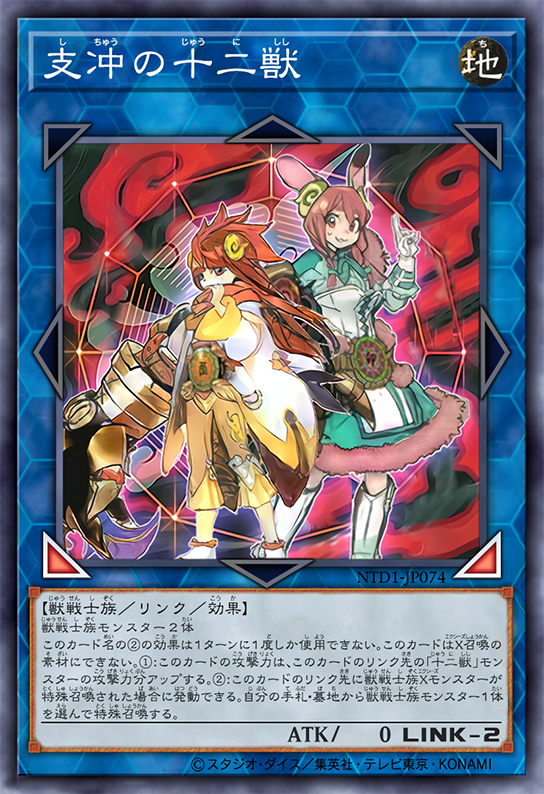 支冲の十二獣
地
NTD1-JP074
【獣戦士族／リンク／効果】
獣戦士族モンスター２体
このカード名の②の効果は１ターンに１度しか使用できない。このカードはX召喚の
素材にできない。①：このカードの攻撃力は、このカードのリンク先の「十二獣」モン
スターの攻撃力分アップする。②：このカードのリンク先に獣戦士族Xモンスターが
特殊召喚された場合に発動できる。自分の手札・墓地から獣戦士族モンスター１体
を選んで特殊召喚する。
ATK/ 0 LINK-2
©スタジオ・ダイス／集英社・テレビ東京・KONAMI